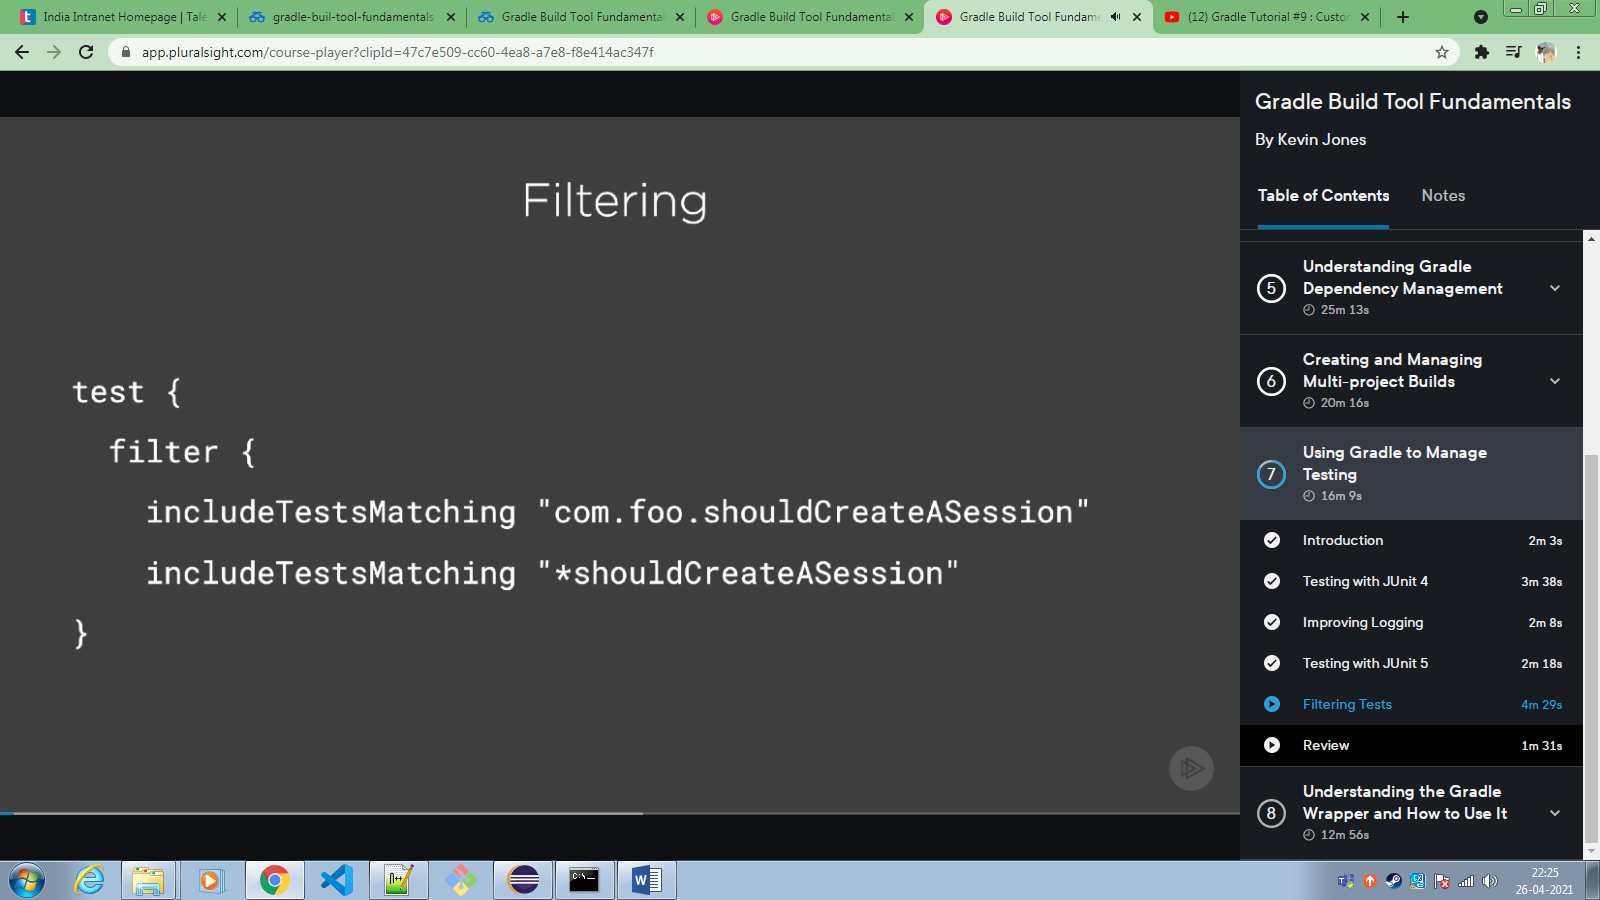 India Intranet Homepage | Tale
gradle-buil-tool-fundamentals
Gradle Build Tool Fundamental
Gradle Build Tool Fundamental
Gradle Build Tool Fundame
(12) Gradle Tutorial #9 : Custor
app.pluralsight.com/course-player?clipId=47c7e509-cc60-4ea8-a7e8-f8e414ac347f
Filtering
test {
filter {
includeTestsMatching "com.foo.shouldCreateASession"
includeTestsMatching "*shouldCreateASession"
}
Gradle Build Tool Fundamentals
By Kevin Jones
Table of Contents
Notes
5
Understanding Gradle
Dependency Management
25m 13s
6
Creating and Managing
Multi-project Builds
20m 16s
7
Using Gradle to Manage
Testing
16m 9s
Introduction 2m 3s
Testing with JUnit 4 3m 38s
Improving Logging 2m 8s
Testing with JUnit 5 2m 18s
Filtering Tests 4m 29s
Review 1m 31s
8
Understanding the Gradle
Wrapper and How to Use It
12m 56s
22:25
26-04-2021